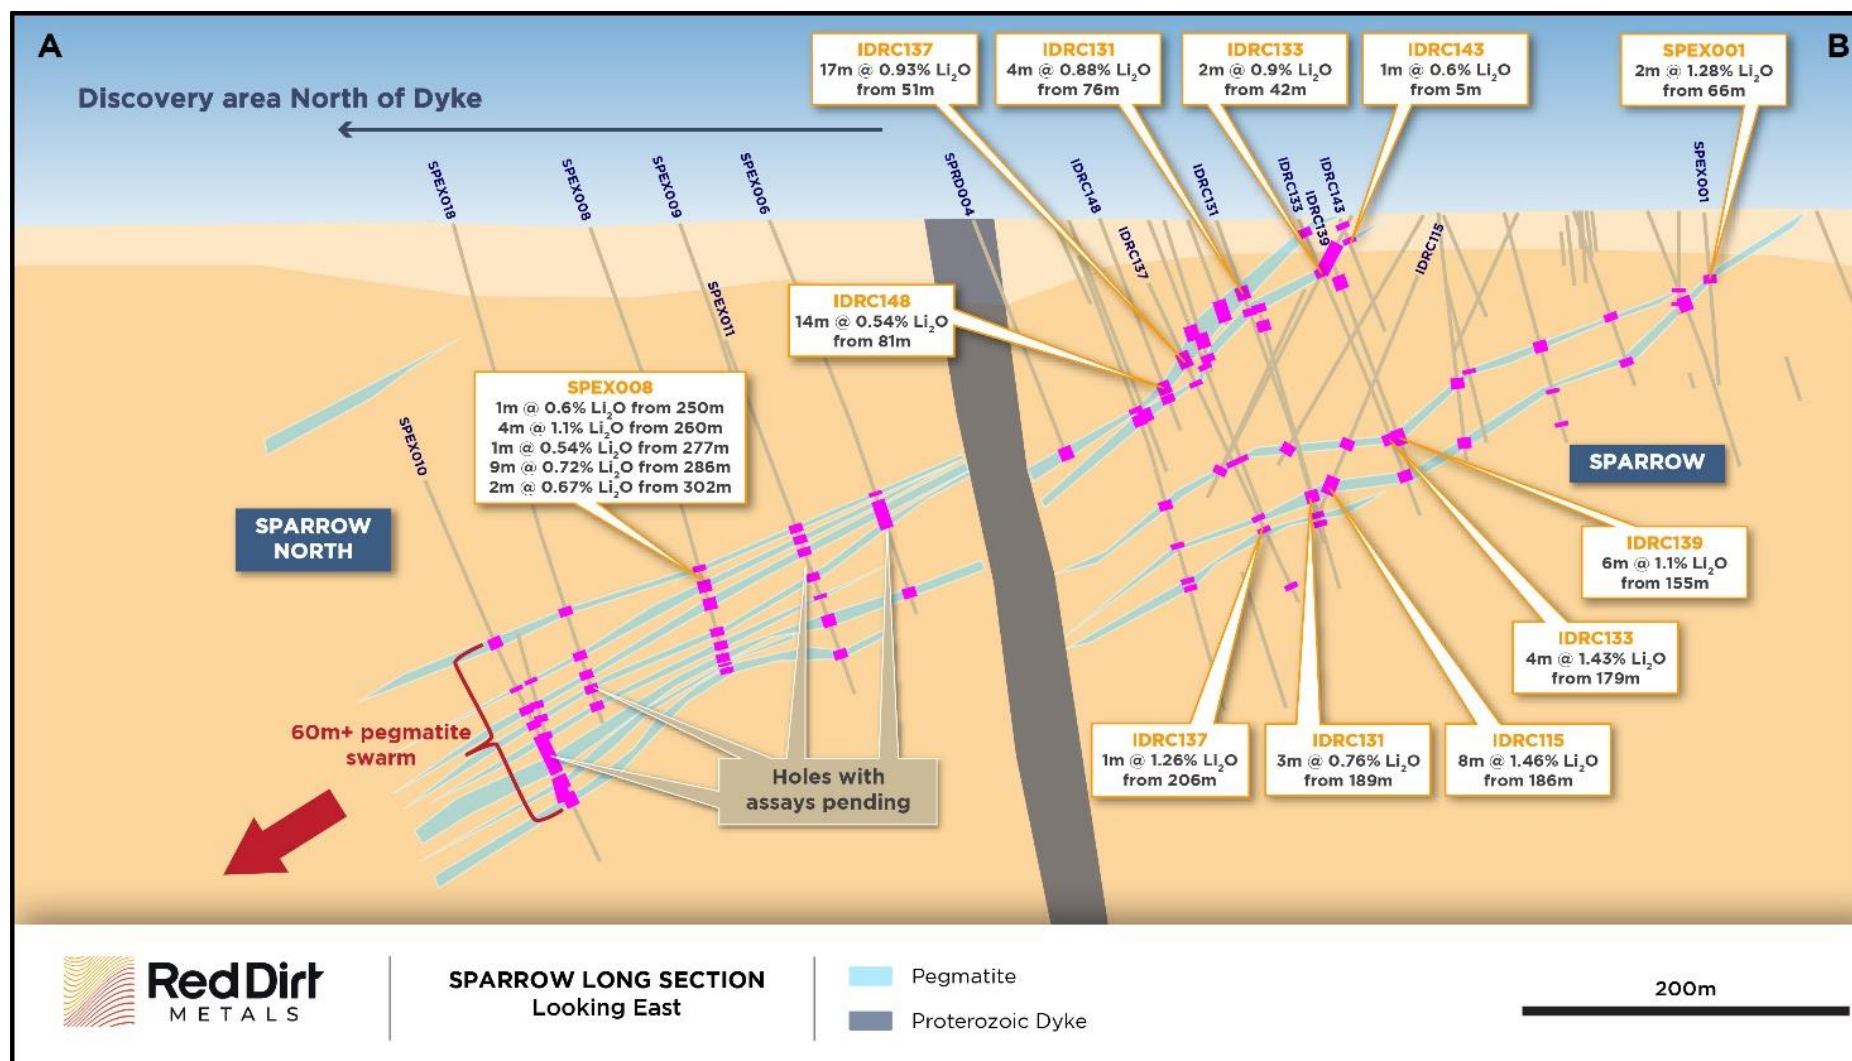 A
B
Discovery area North of Dyke
IDRC137
17m @ 0.93% Li₂O
from 51m
IDRC131
4m @ 0.88% Li₂O
from 76m
IDRC133
2m @ 0.9% Li₂O
from 42m
IDRC143
1m @ 0.6% Li₂O
from 5m
SPEX001
2m @ 1.28% Li₂O
from 66m
SPEX018
SPEX008
SPEX009
SPEX006
SPRD004
IDRC148
IDRC137
IDRC131
IDRC133
IDRC139
IDRC143
IDRC115
SPEX001
SPEX011
SPEX010
IDRC148
14m @ 0.54% Li₂O
from 81m
SPEX008
1m @ 0.6% Li₂O from 250m
4m @ 1.1% Li₂O from 260m
1m @ 0.54% Li₂O from 277m
9m @ 0.72% Li₂O from 286m
2m @ 0.67% Li₂O from 302m
SPARROW
NORTH
SPARROW
IDRC139
6m @ 1.1% Li₂O
from 155m
IDRC133
4m @ 1.43% Li₂O
from 179m
IDRC137
1m @ 1.26% Li₂O
from 206m
IDRC131
3m @ 0.76% Li₂O
from 189m
IDRC115
8m @ 1.46% Li₂O
from 186m
60m+ pegmatite
swarm
Holes with
assays pending
Red Dirt
METALS
SPARROW LONG SECTION
Looking East
Pegmatite
Proterozoic Dyke
200m